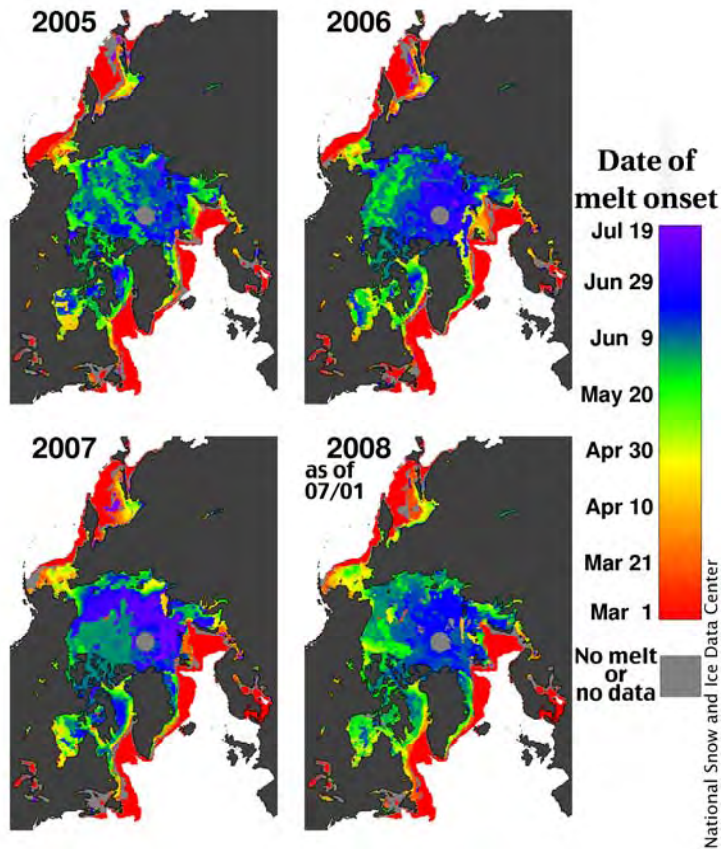 2005
2006
Date of
melt onset
Jul 19
Jun 29
Jun 9
May 20
Apr 30
Apr 10
Mar 21
Mar 1
No melt
or
no data
2007
2008
as of
07/01
National Snow and Ice Data Center